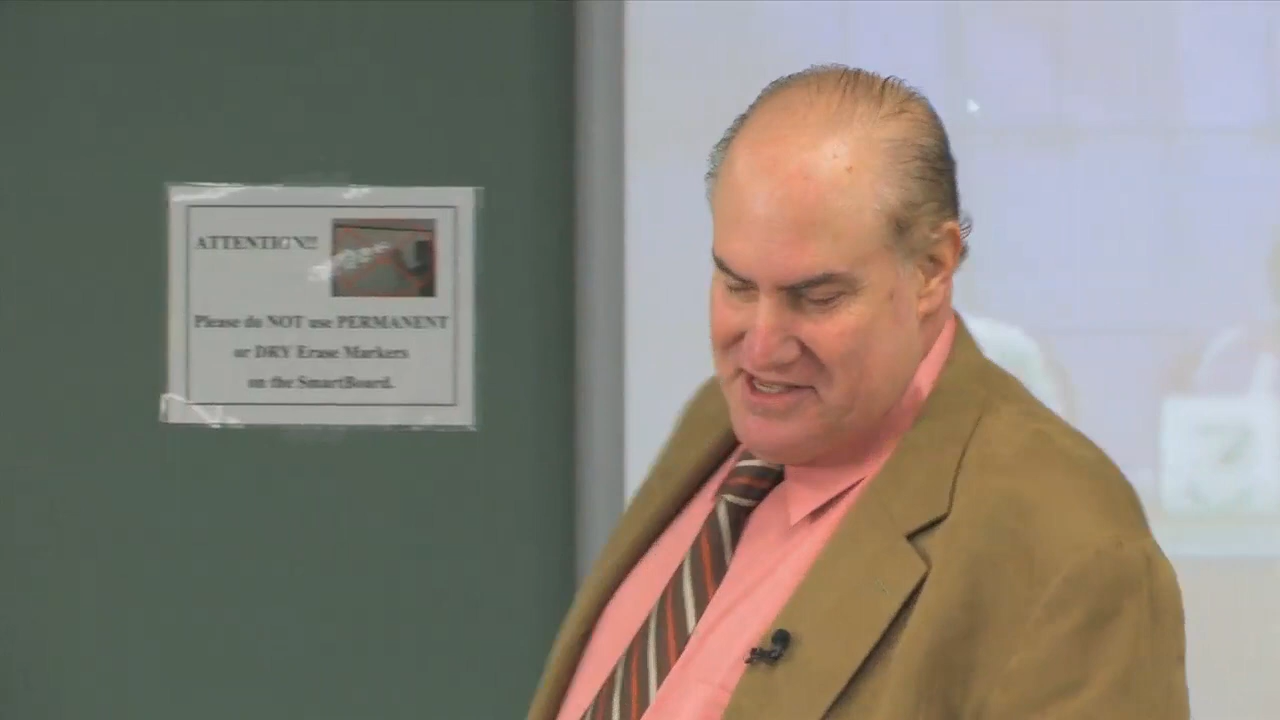 ATTENTION!!
Please do NOT use PERMANENT
or DRY Erase Markers
on the SmartBoard.